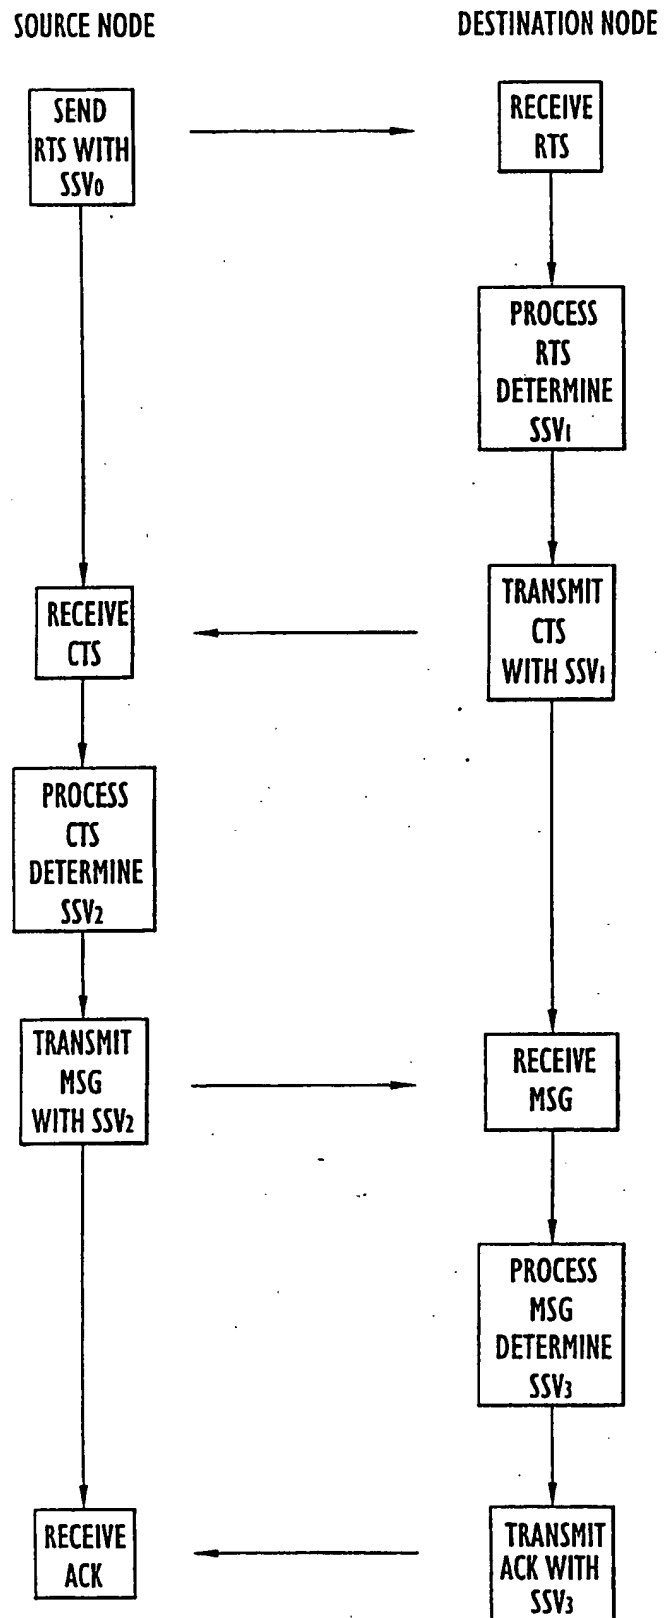 SOURCE NODE
DESTINATION NODE
SEND
RTS WITH
SSV0
RECEIVE
RTS
PROCESS
RTS
DETERMINE
SSV1
RECEIVE
CTS
TRANSMIT
CTS
WITH SSV1
PROCESS
CTS
DETERMINE
SSV2
TRANSMIT
MSG
WITH SSV2
RECEIVE
MSG
PROCESS
MSG
DETERMINE
SSV3
RECEIVE
ACK
TRANSMIT
ACK WITH
SSV3